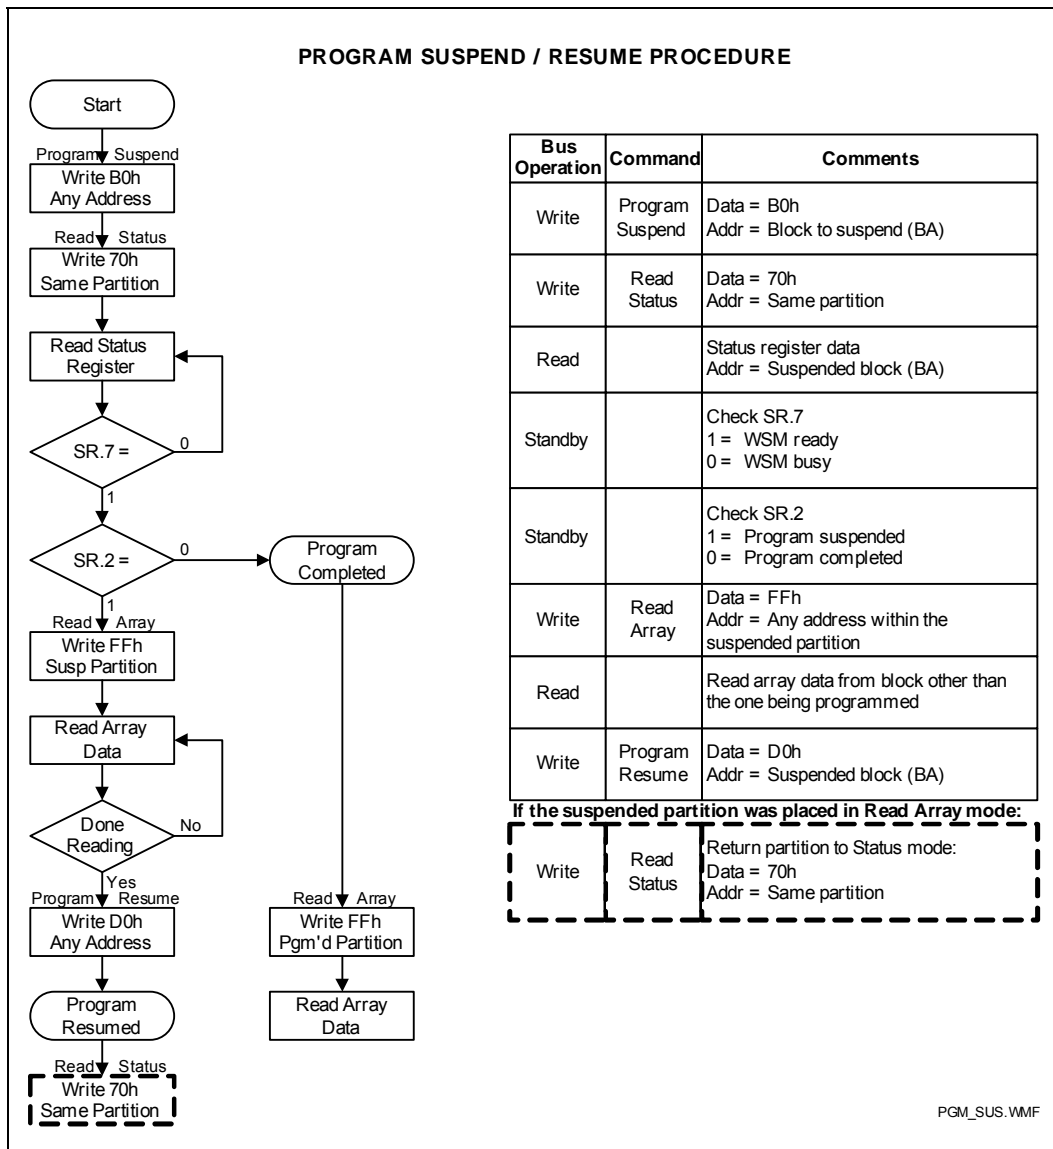 PROGRAM SUSPEND / RESUME PROCEDURE
Start
Program Suspend
Write B0h
Any Address
Read Status
Write 70h
Same Partition
Read Status
Register
SR.7 =
0
1
SR.2 =
0
1
Program
Completed
Read Array
Write FFh
Susp Partition
Read Array
Data
Done
Reading
No
Yes
Program Resume
Write D0h
Any Address
Program
Resumed
Read Status
Write 70h
Same Partition
Read Array
Write FFh
Pgm'd Partition
Read Array
Data
Bus
Operation
Command
Comments
Write
Program
Suspend
Data = B0h
Addr = Block to suspend (BA)
Write
Read
Status
Data = 70h
Addr = Same partition
Read
Status register data
Addr = Suspended block (BA)
Standby
Check SR.7
1 = WSM ready
0 = WSM busy
Standby
Check SR.2
1 = Program suspended
0 = Program completed
Write
Read
Array
Data = FFh
Addr = Any address within the
suspended partition
Read
Read array data from block other than
the one being programmed
Write
Program
Resume
Data = D0h
Addr = Suspended block (BA)
If the suspended partition was placed in Read Array mode:
Write
Read
Status
Return partition to Status mode:
Data = 70h
Addr = Same partition
PGM_SUS.WMF